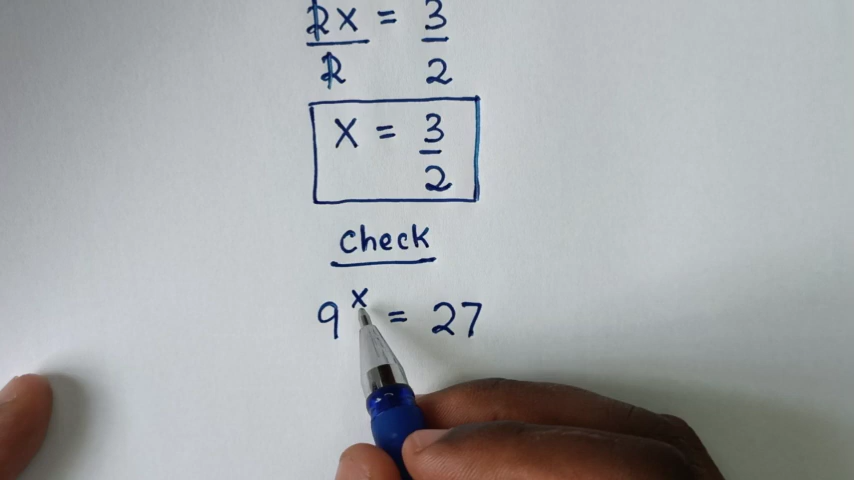 2x = 3
2 2
x = 3
2
Check
9^x = 27